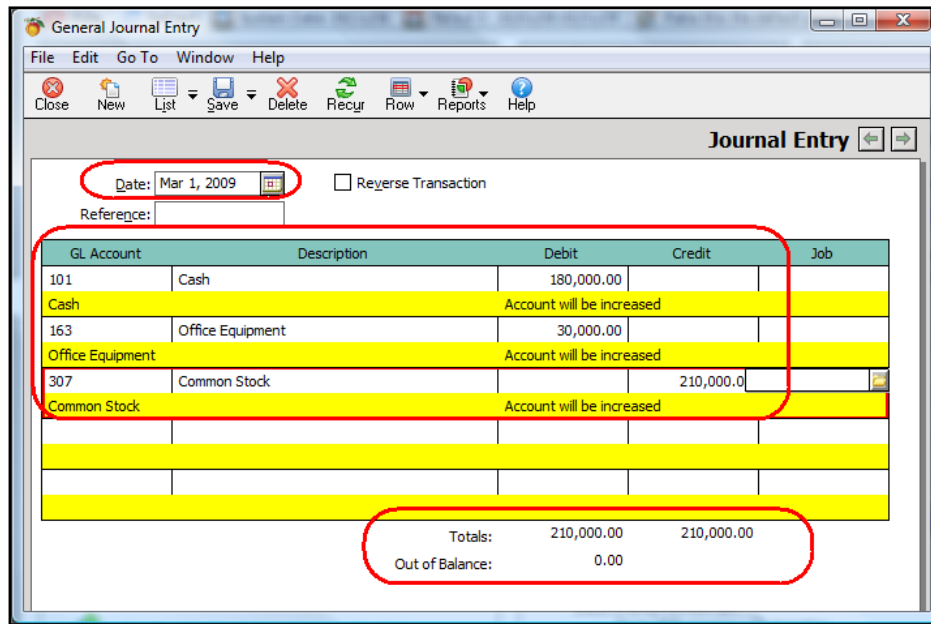 General Journal Entry
File Edit Go To Window Help
Close New List Save Delete Recur Row Reports Help
Journal Entry
Date: Mar 1, 2009 Reverse Transaction
Reference:
GL Account Description Debit Credit Job
101 Cash 180,000.00
Cash Account will be increased
163 Office Equipment 30,000.00
Office Equipment Account will be increased
307 Common Stock 210,000.0
Common Stock Account will be increased
Totals: 210,000.00 210,000.00
Out of Balance: 0.00